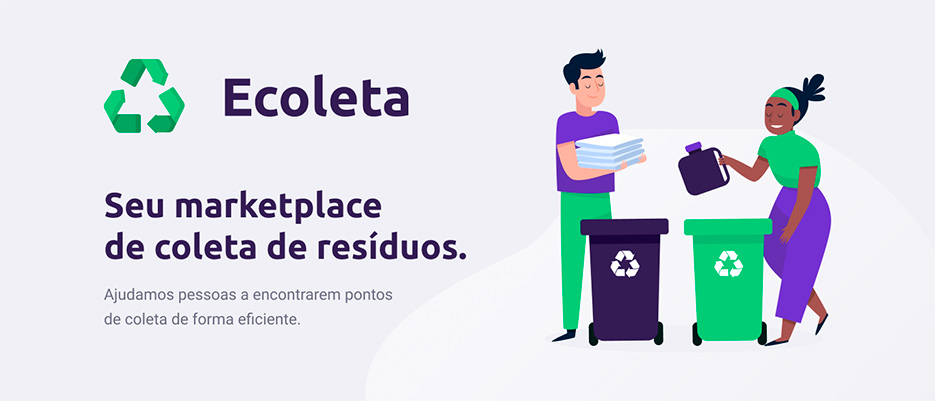 Ecoleta
Seu marketplace
de coleta de resíduos.
Ajudamos pessoas a encontrarem pontos
de coleta de forma eficiente.